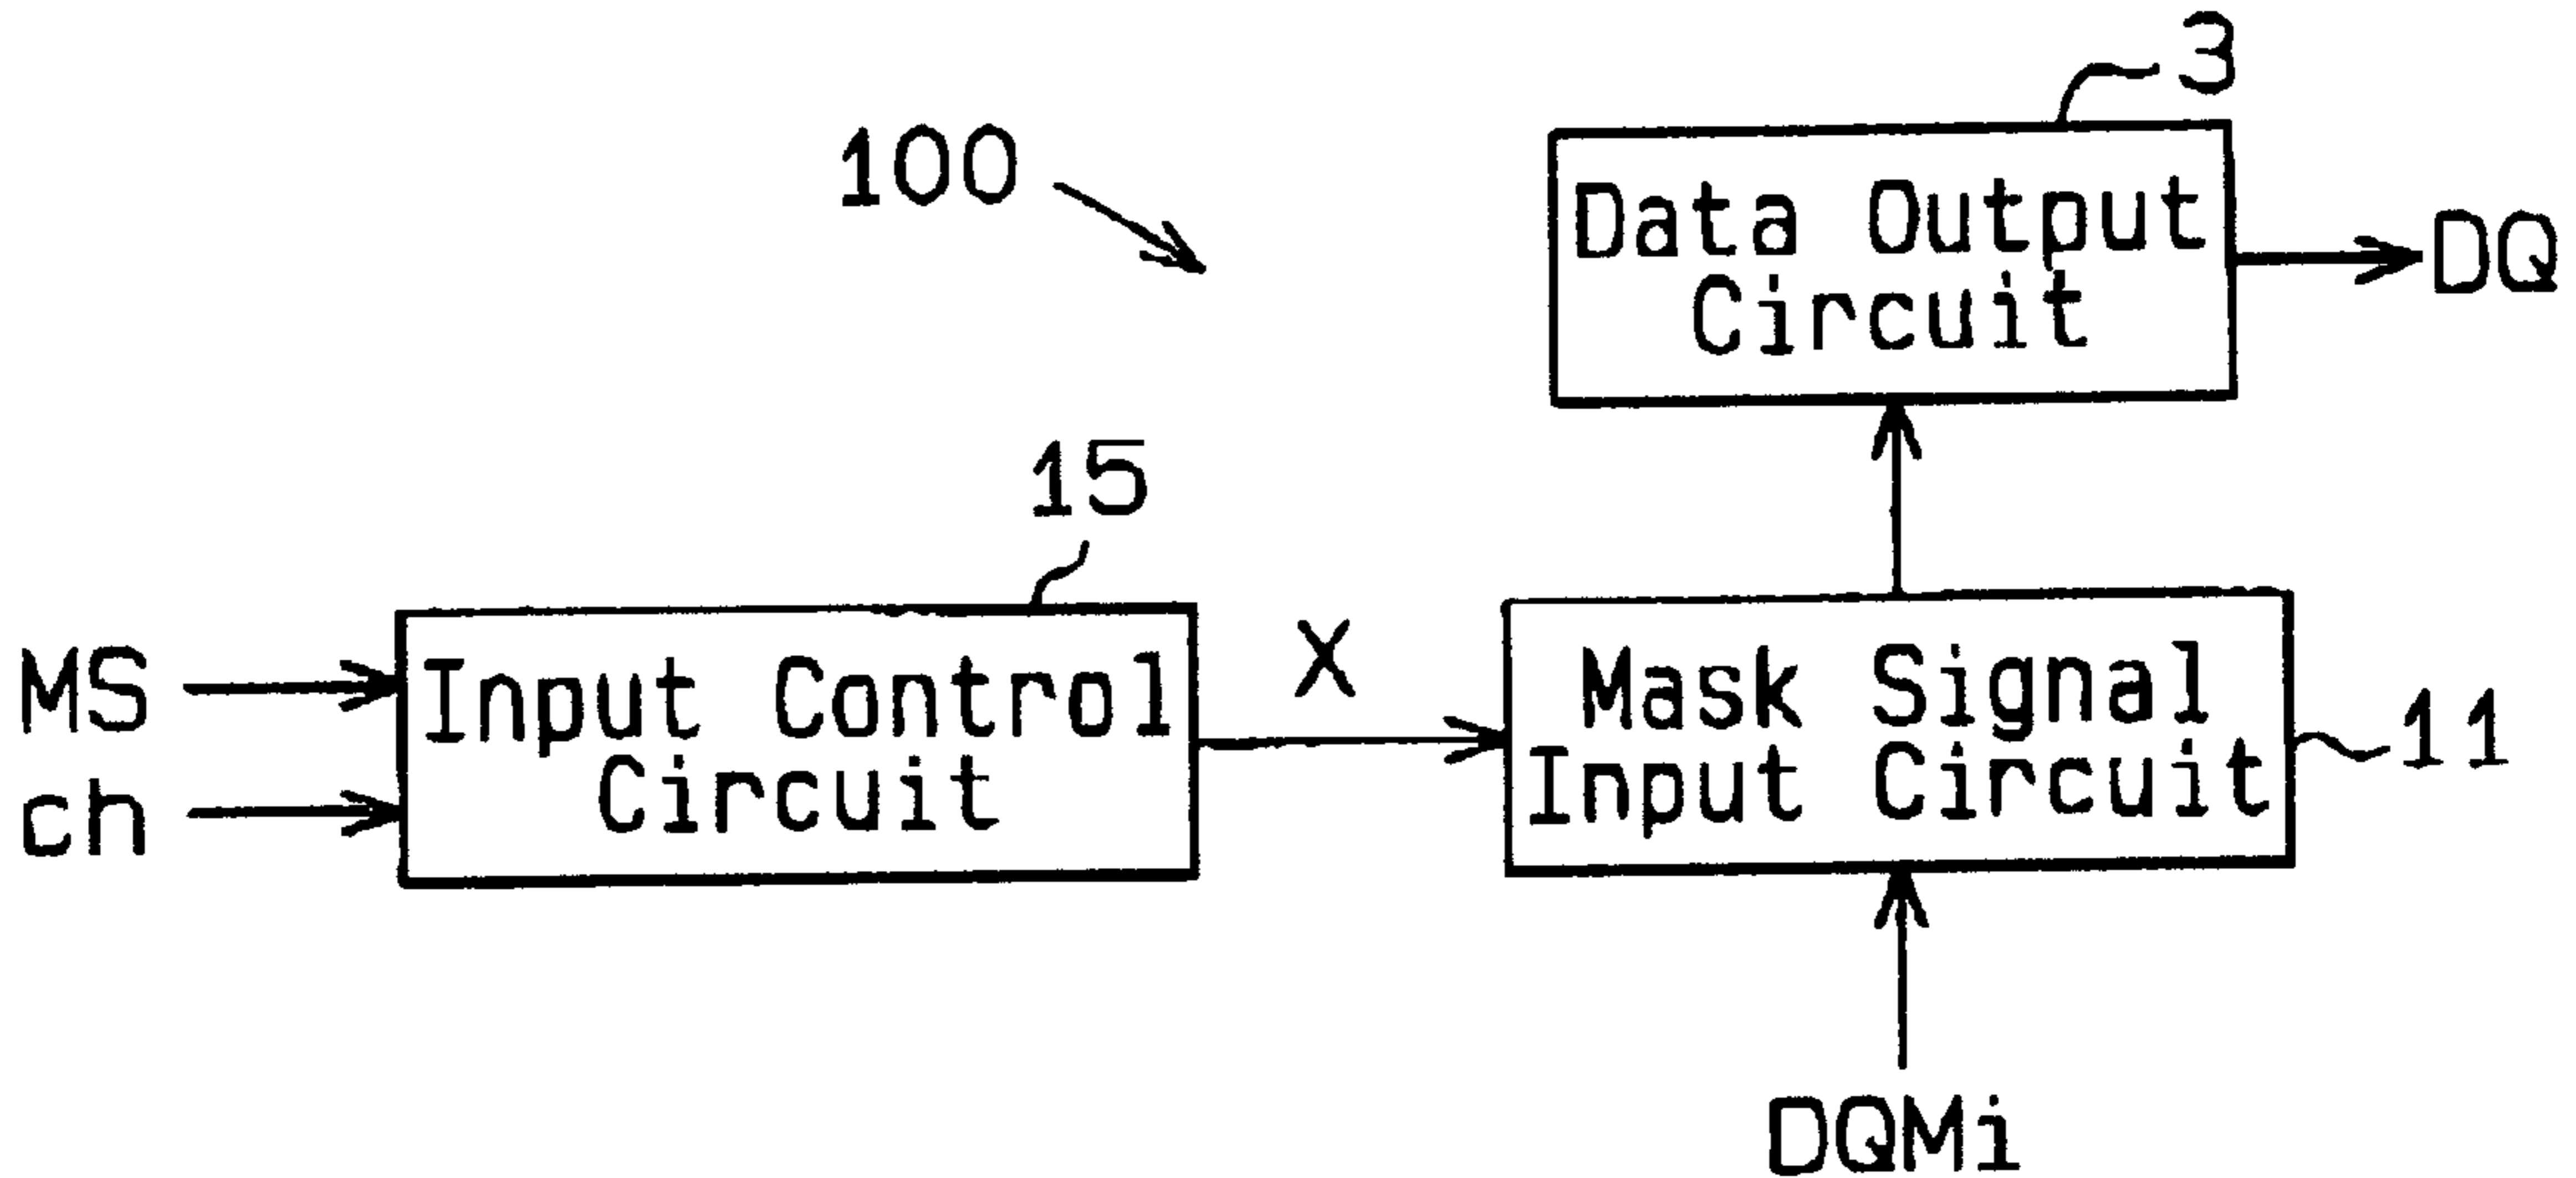 3
100
Data Output
Circuit
DQ
15
MS
ch
Input Control
Circuit
X
Mask Signal
Input Circuit
11
DQMi